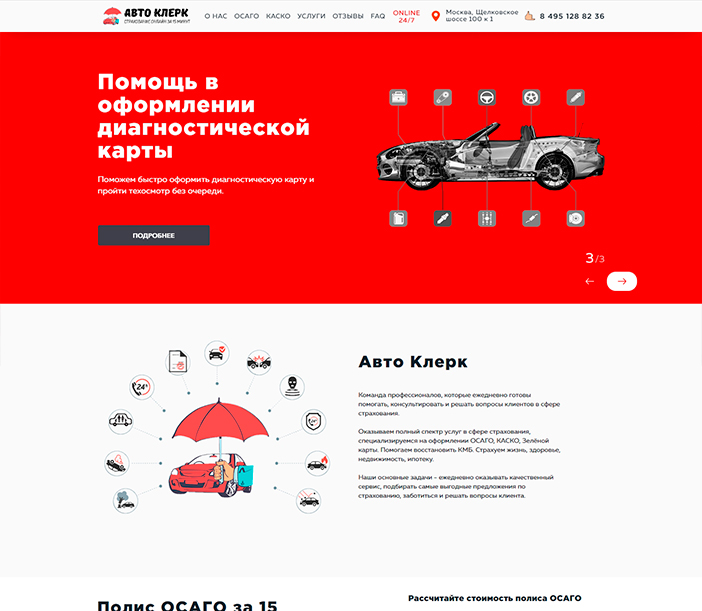 АВТО КЛЕРК
СТРАХОВАНИЕ ОНЛАЙН ЗА 15 МИНУТ
О НАС ОСАГО КАСКО УСЛУГИ ОТЗЫВЫ FAQ
ONLINE
24/7
Москва, Щелковское
шоссе 100 к 1
8 495 128 82 36
Помощь в
оформлении
диагностической
карты
Поможем быстро оформить диагностическую карту и
пройти техосмотр без очереди.
ПОДРОБНЕЕ
3/3
24
Авто Клерк
Команда профессионалов, которые ежедневно готовы
помогать, консультировать и решать вопросы клиентов в сфере
страхования.
Оказываем полный спектр услуг в сфере страхования,
специализируемся на оформлении ОСАГО, КАСКО, Зелёной
карты. Помогаем восстановить КМБ. Страхуем жизнь, здоровье,
недвижимость, ипотеку.
Наши основные задачи – ежедневно оказывать качественный
сервис, подбирать самые выгодные предложения по
страхованию, заботиться и решать вопросы клиента.
Полис ОСАГО за 15
Рассчитайте стоимость полиса ОСАГО